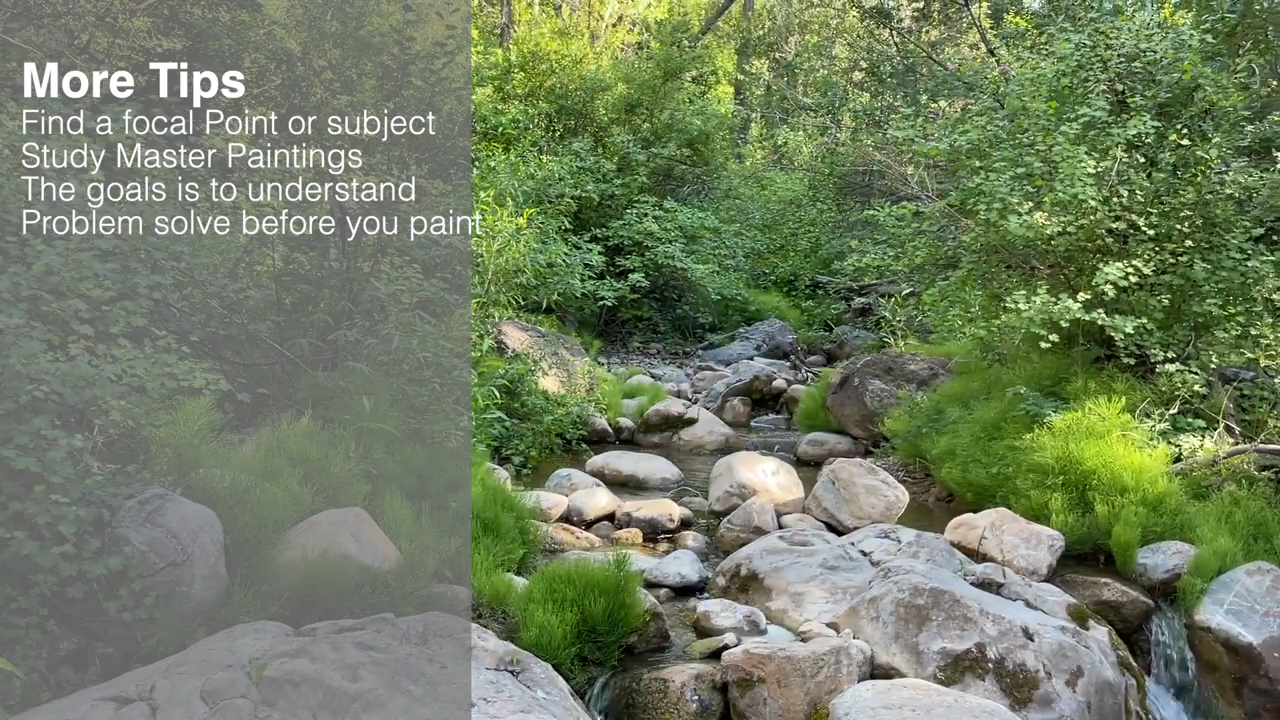 More Tips
Find a focal Point or subject
Study Master Paintings
The goals is to understand
Problem solve before you paint